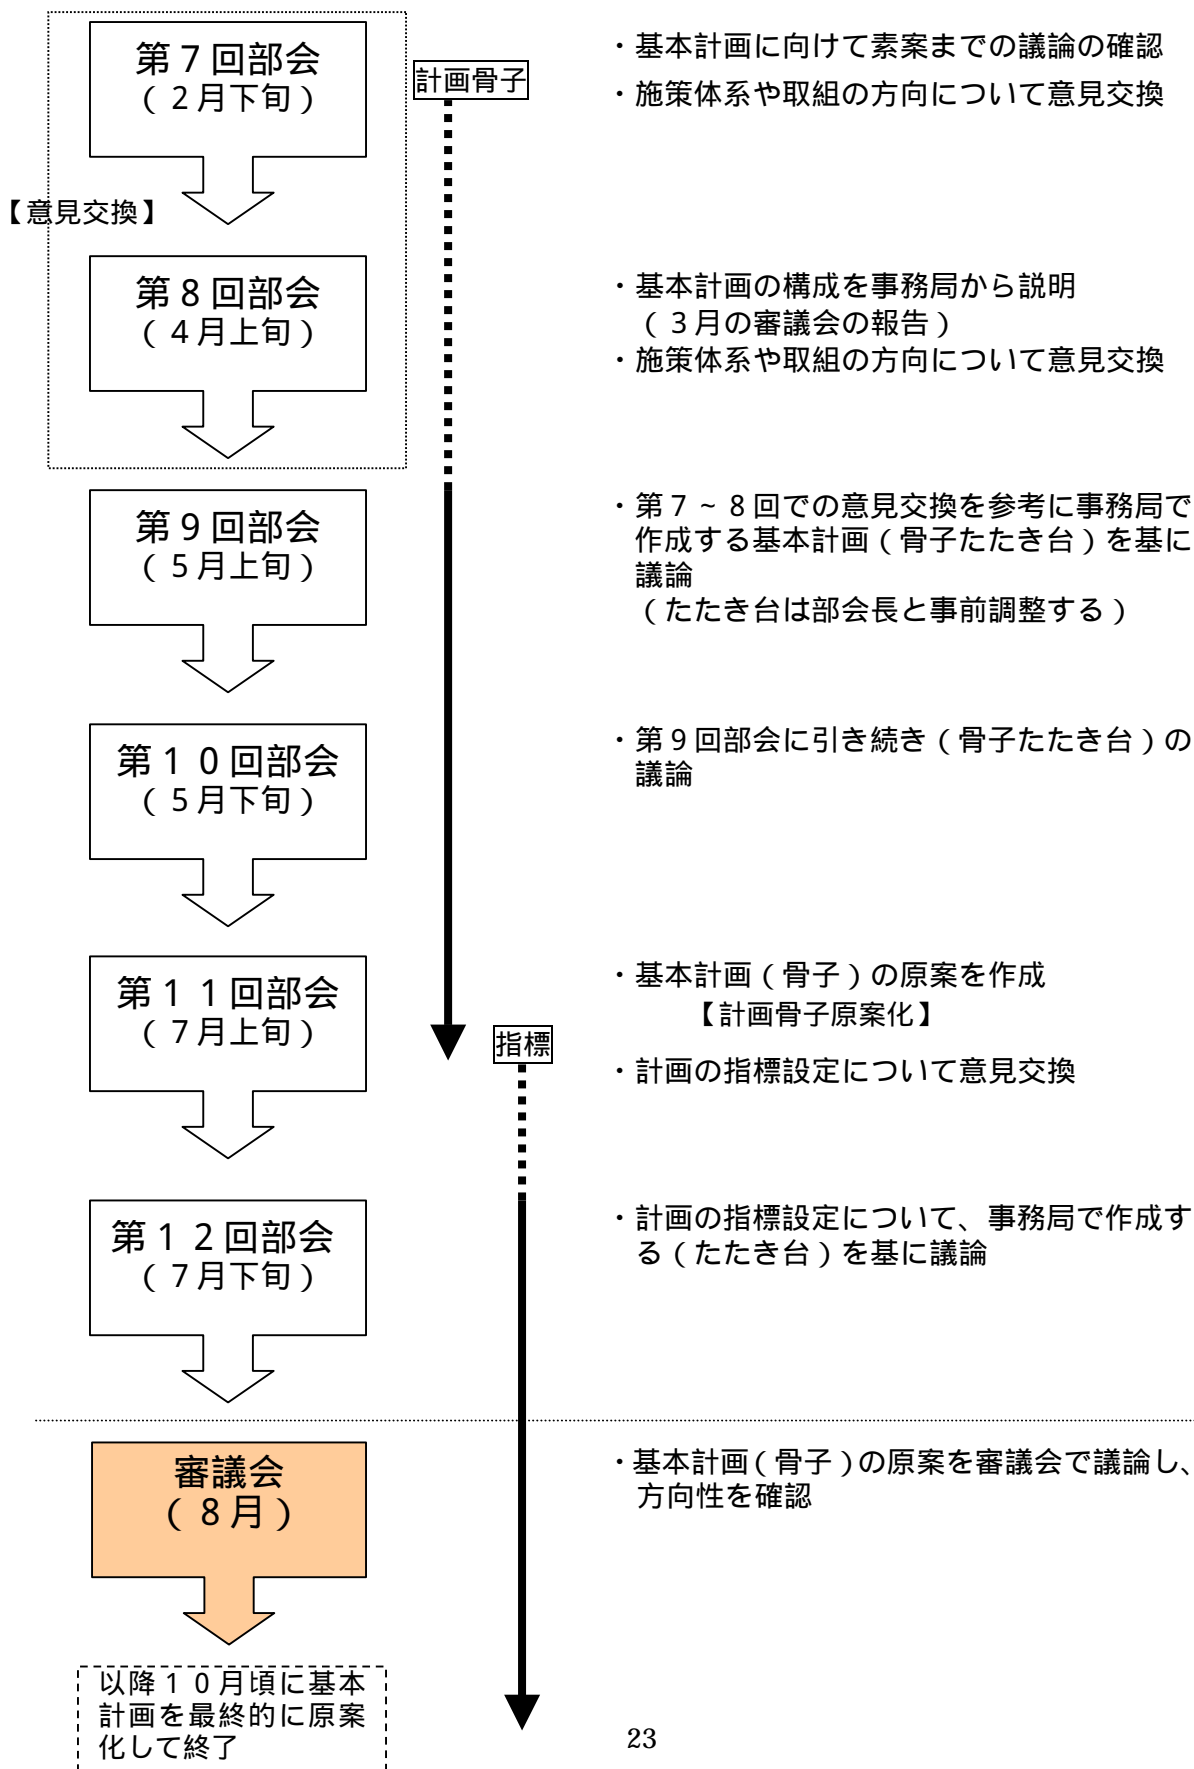 第７回部会
（２月下旬）
計画骨子
・基本計画に向けて素案までの議論の確認
・施策体系や取組の方向について意見交換
【意見交換】
第８回部会
（４月上旬）
・基本計画の構成を事務局から説明
（３月の審議会の報告）
・施策体系や取組の方向について意見交換
第９回部会
（５月上旬）
・第７～８回での意見交換を参考に事務局で
作成する基本計画（骨子たたき台）を基に
議論
（たたき台は部会長と事前調整する）
第１０回部会
（５月下旬）
・第９回部会に引き続き（骨子たたき台）の
議論
第１１回部会
（７月上旬）
・基本計画（骨子）の原案を作成
【計画骨子原案化】
指標
・計画の指標設定について意見交換
第１２回部会
（７月下旬）
・計画の指標設定について、事務局で作成す
る（たたき台）を基に議論
審議会
（８月）
・基本計画（骨子）の原案を審議会で議論し、
方向性を確認
以降１０月頃に基本
計画を最終的に原案
化して終了
23